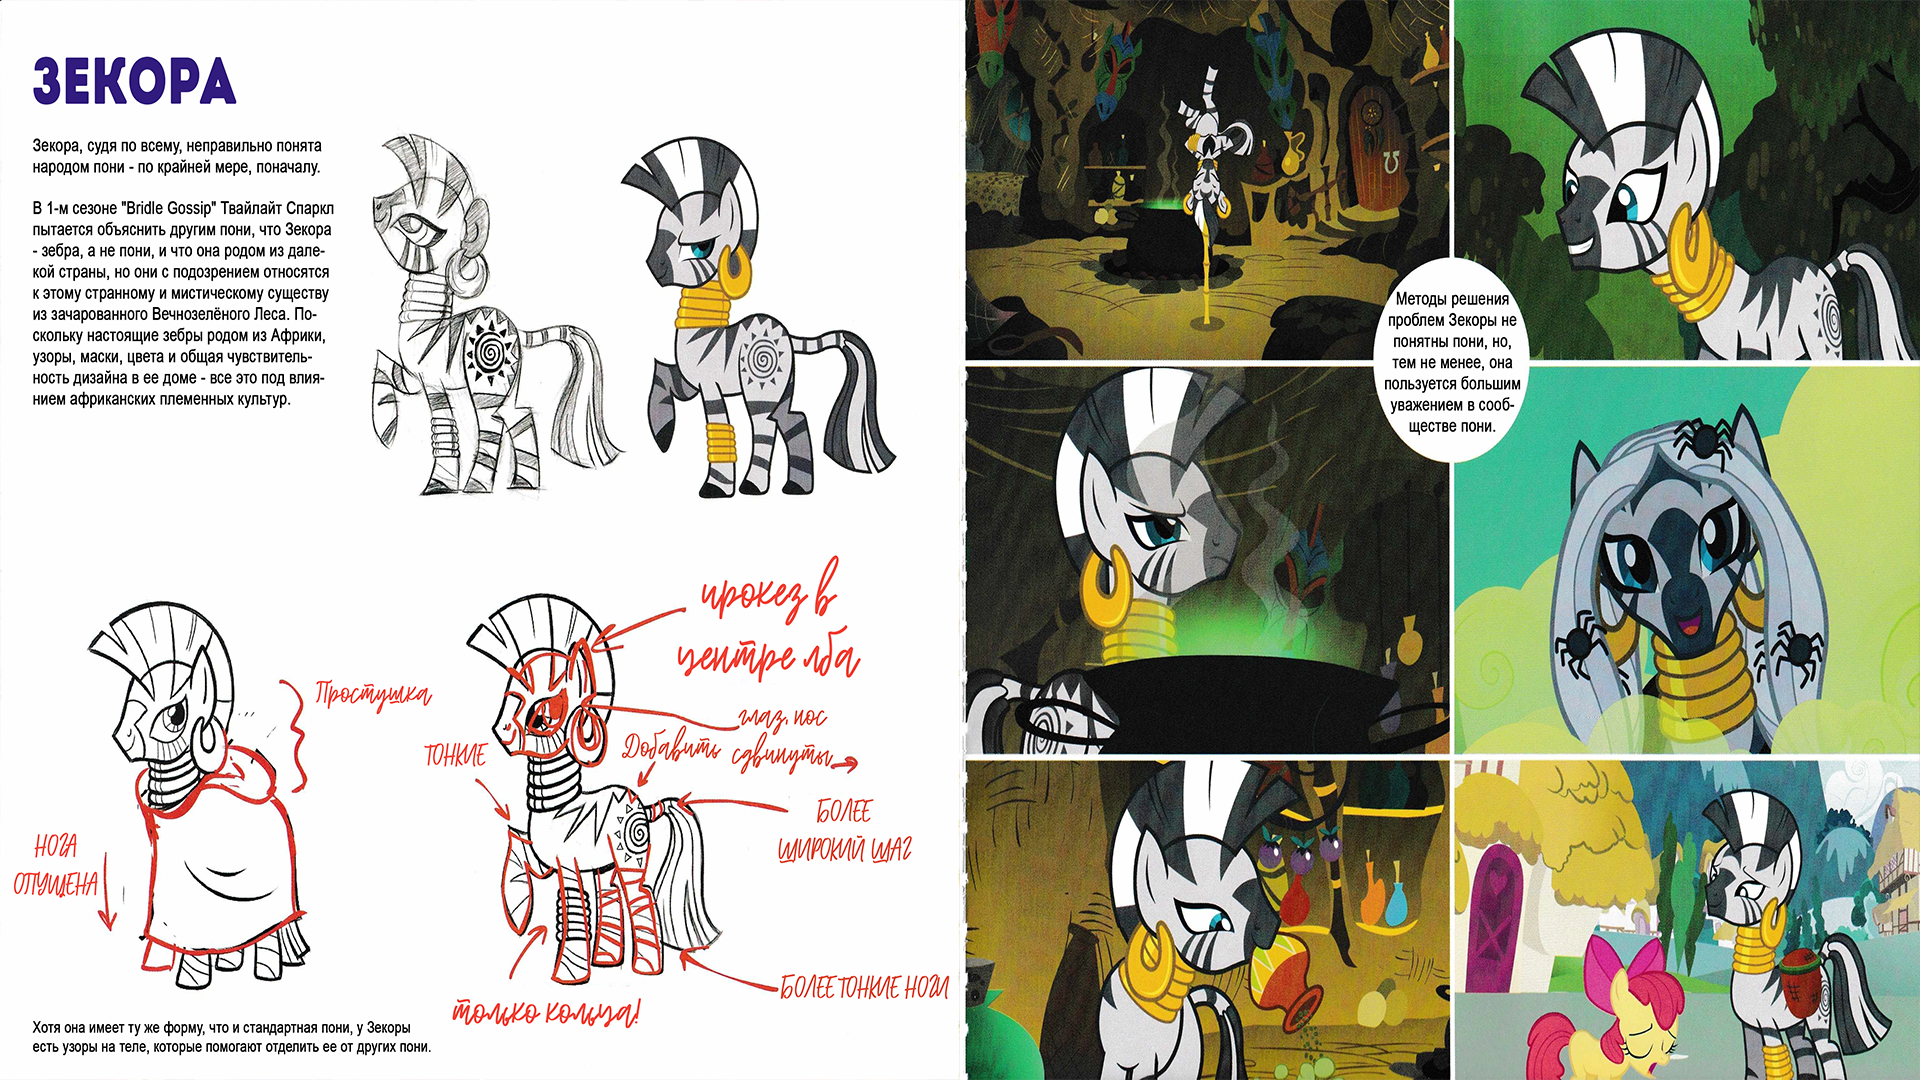 ЗЕКОРА
Зекора, судя по всему, неправильно понята
народом пони - по крайней мере, поначалу.
В 1-м сезоне "Bridle Gossip" Твайлайт Спаркл
пытается объяснить другим пони, что Зекора
- зебра, а не пони, и что она родом из дале-
кой страны, но они с подозрением относятся
к этому странному и мистическому существу
из зачарованного Вечнозелёного Леса. По-
скольку настоящие зебры родом из Африки,
узоры, маски, цвета и общая чувствитель-
ность дизайна в ее доме - все это под влия-
нием африканских племенных культур.
ирокез в
центре лба
Простушка
глаз, нос
сдвинуты
Добавить
ТОНКИЕ
БОЛЕЕ
ШИРОКИЙ ШАГ
НОГА
ОПУЩЕНА
БОЛЕЕ ТОНКИЕ НОГИ
только кольца!
Хотя она имеет ту же форму, что и стандартная пони, у Зекоры
есть узоры на теле, которые помогают отделить ее от других пони.
Методы решения
проблем Зекоры не
понятны пони, но,
тем не менее, она
пользуется большим
уважением в сооб-
ществе пони.